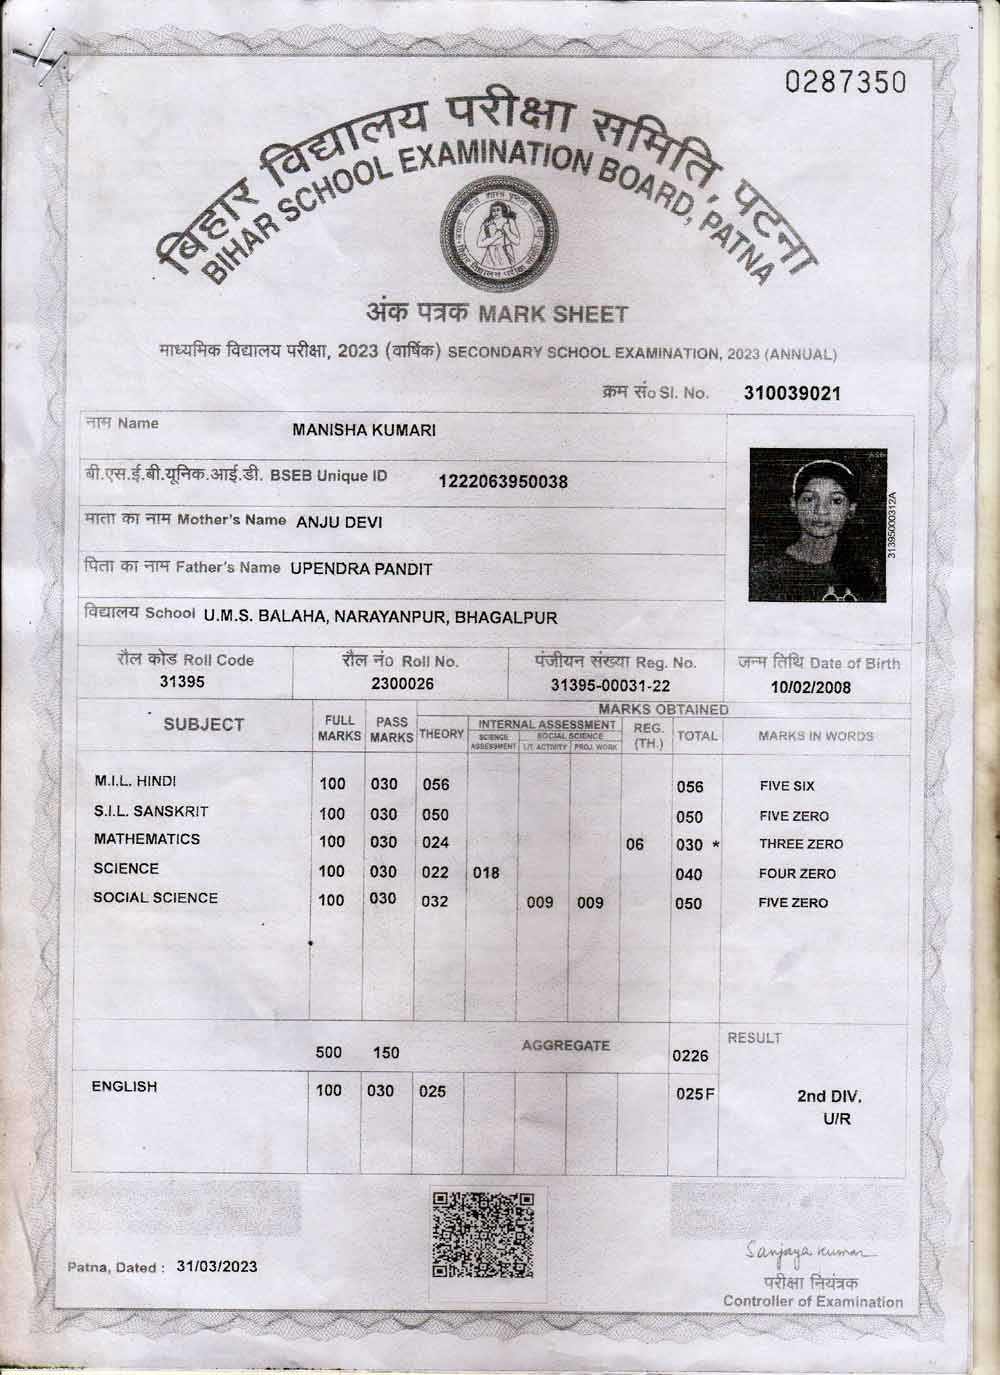 0287350
बिहार विद्यालय परीक्षा समिति, पटना
BIHAR SCHOOL EXAMINATION BOARD, PATNA
अंक पत्रक MARK SHEET
माध्यमिक विद्यालय परीक्षा, 2023 (वार्षिक) SECONDARY SCHOOL EXAMINATION, 2023 (ANNUAL)
क्रम सं० Sl. No. 310039021
नाम Name MANISHA KUMARI
बी.एस.ई.बी.यूनिक.आई.डी. BSEB Unique ID 1222063950038
माता का नाम Mother's Name ANJU DEVI
पिता का नाम Father's Name UPENDRA PANDIT
विद्यालय School U.M.S. BALAHA, NARAYANPUR, BHAGALPUR
31395000312A
रौल कोड Roll Code रौल नं० Roll No. पंजीयन संख्या Reg. No. जन्म तिथि Date of Birth
31395 2300026 31395-00031-22 10/02/2008
MARKS OBTAINED
SUBJECT FULL MARKS PASS MARKS THEORY INTERNAL ASSESSMENT REG. (TH.) TOTAL MARKS IN WORDS
SCIENCE ASSESSMENT SOCIAL SCIENCE
LIT. ACTIVITY PROJ. WORK
M.I.L. HINDI 100 030 056 056 FIVE SIX
S.I.L. SANSKRIT 100 030 050 050 FIVE ZERO
MATHEMATICS 100 030 024 06 030 * THREE ZERO
SCIENCE 100 030 022 018 040 FOUR ZERO
SOCIAL SCIENCE 100 030 032 009 009 050 FIVE ZERO
500 150 AGGREGATE 0226 RESULT
ENGLISH 100 030 025 025 F 2nd DIV.
U/R
Sanjaya Kumar
Patna, Dated : 31/03/2023
परीक्षा नियंत्रक
Controller of Examination